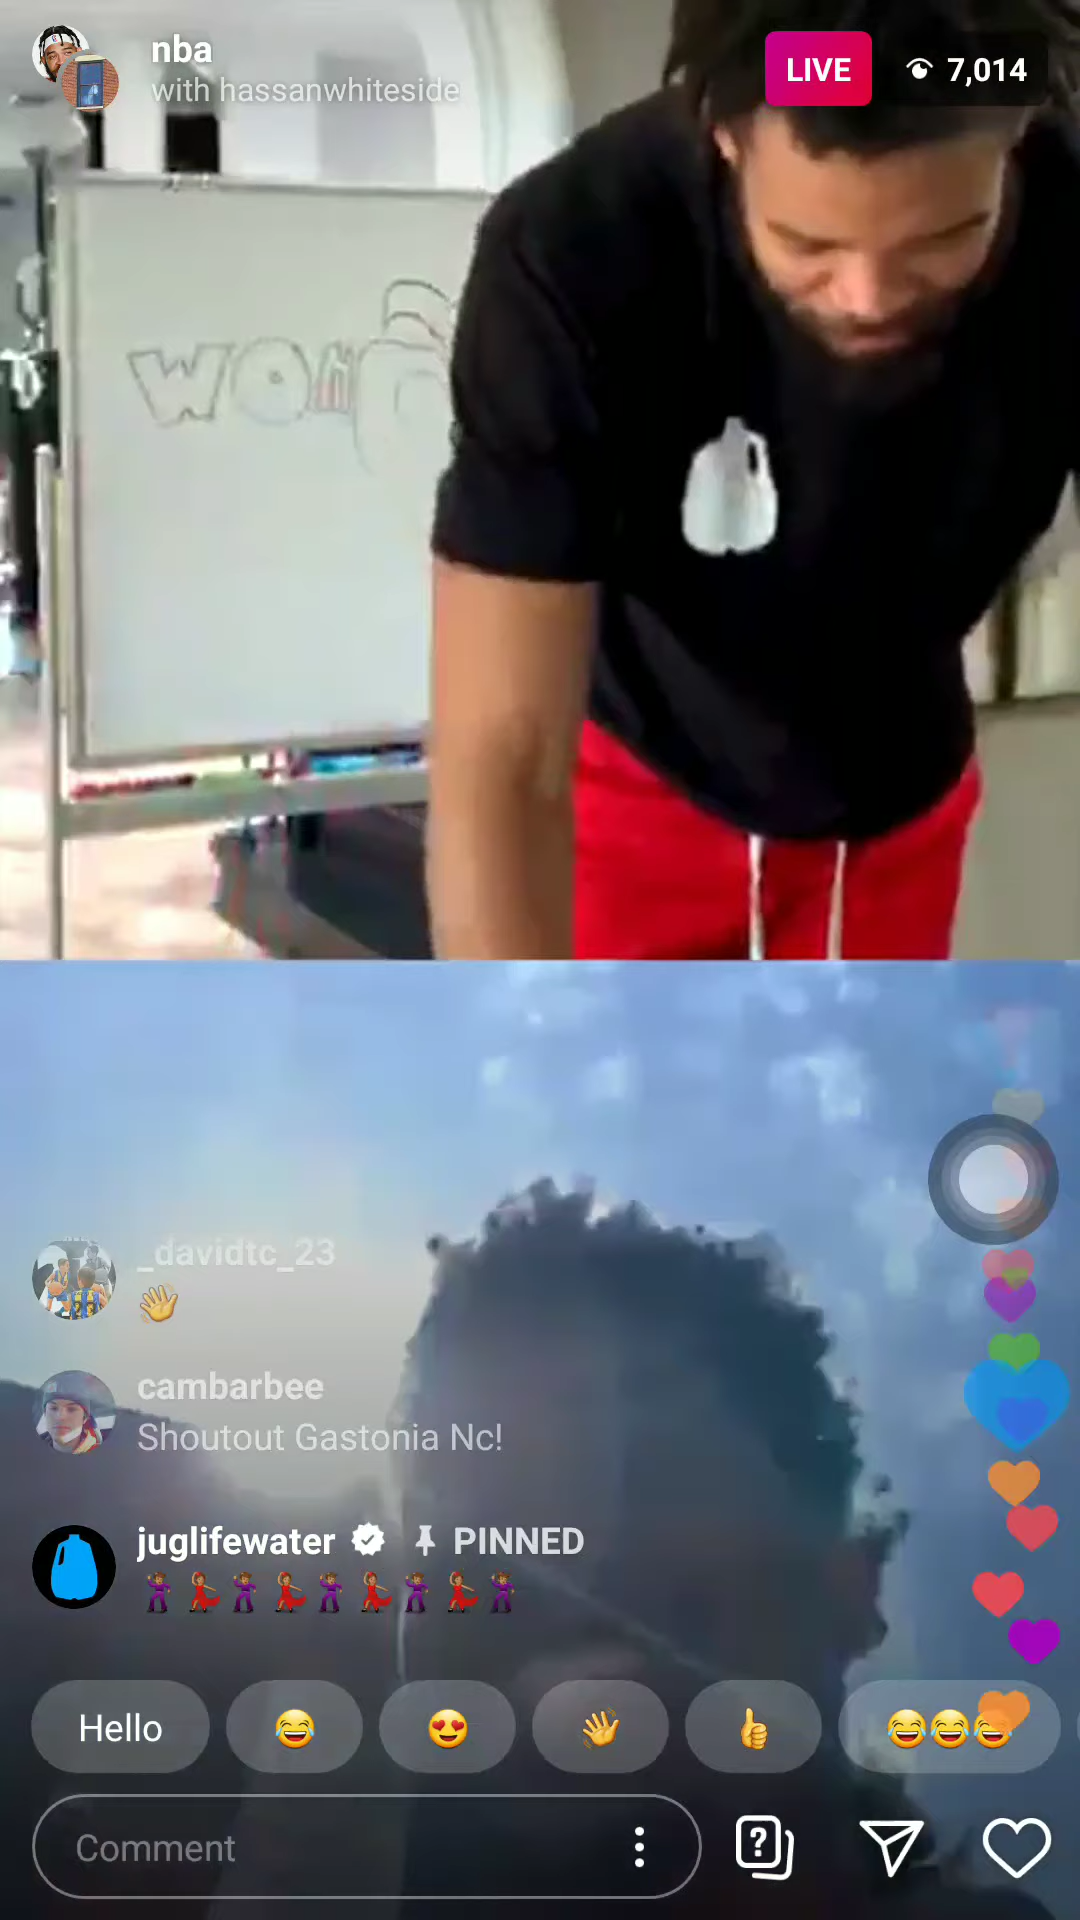 nba
with hassanwhiteside
LIVE
7,014
_davidtc_23
👋
cambarbee
Shoutout Gastonia Nc!
juglifewater PINNED
🕺💃🕺💃🕺💃🕺💃🕺
Hello 😂 😍 👋 👍 😂😂😂
Comment